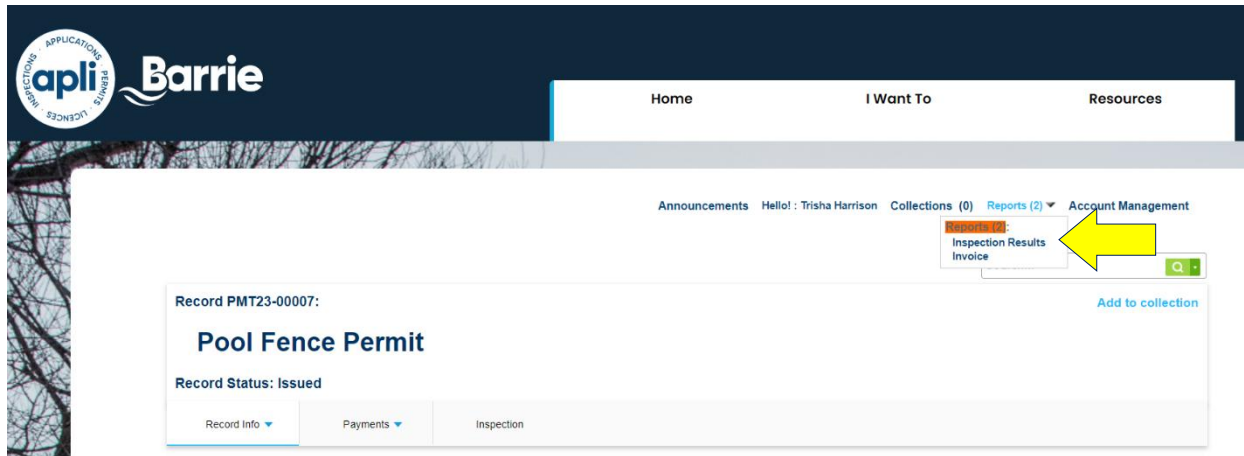 APPLICATIONS · PERMITS · LICENCES · INSPECTIONS ·
apli
Barrie
Home I Want To Resources
Announcements Hello! : Trisha Harrison Collections (0) Reports (2) Account Management
Reports (2):
Inspection Results
Invoice
Record PMT23-00007:
Add to collection
Pool Fence Permit
Record Status: Issued
Record Info Payments Inspection